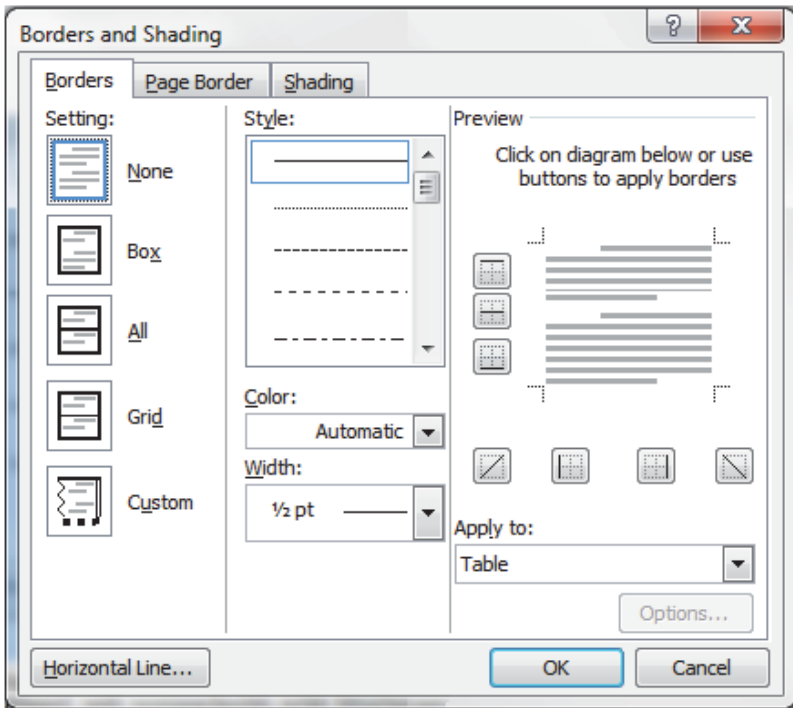 Borders and Shading
Borders
Page Border
Shading
Setting:
None
Box
All
Grid
Custom
Style:
Color:
Automatic
Width:
½ pt
Preview
Click on diagram below or use
buttons to apply borders
Apply to:
Table
Options...
Horizontal Line...
OK
Cancel